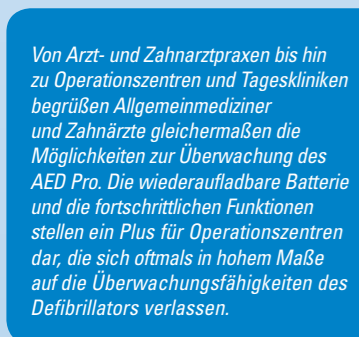 Von Arzt- und Zahnarztpraxen bis hin
zu Operationszentren und Tageskliniken
begrüßen Allgemeinmediziner
und Zahnärzte gleichermaßen die
Möglichkeiten zur Überwachung des
AED Pro. Die wiederaufladbare Batterie
und die fortschrittlichen Funktionen
stellen ein Plus für Operationszentren
dar, die sich oftmals in hohem Maße
auf die Überwachungsfähigkeiten des
Defibrillators verlassen.